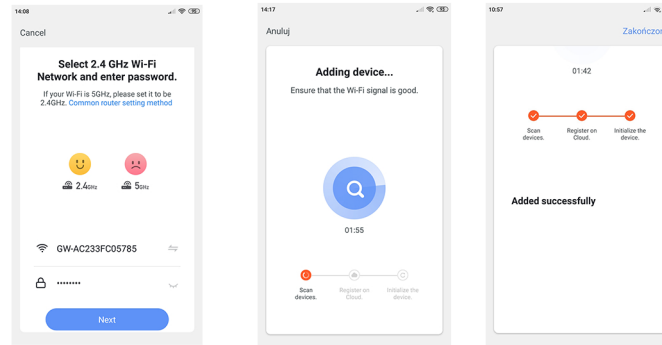 14:08
Cancel
Select 2.4 GHz Wi-Fi
Network and enter password.
If your Wi-Fi is 5GHz, please set it to be
2.4GHz. Common router setting method
2.4GHz
5GHz
GW-AC233FC05785
••••••••
Next
14:17
Anuluj
Adding device...
Ensure that the Wi-Fi signal is good.
01:55
Scan
devices.
Register on
Cloud.
Initialize the
device.
10:57
Zakończon
01:42
Scan
devices.
Register on
Cloud.
Initialize the
device.
Added successfully